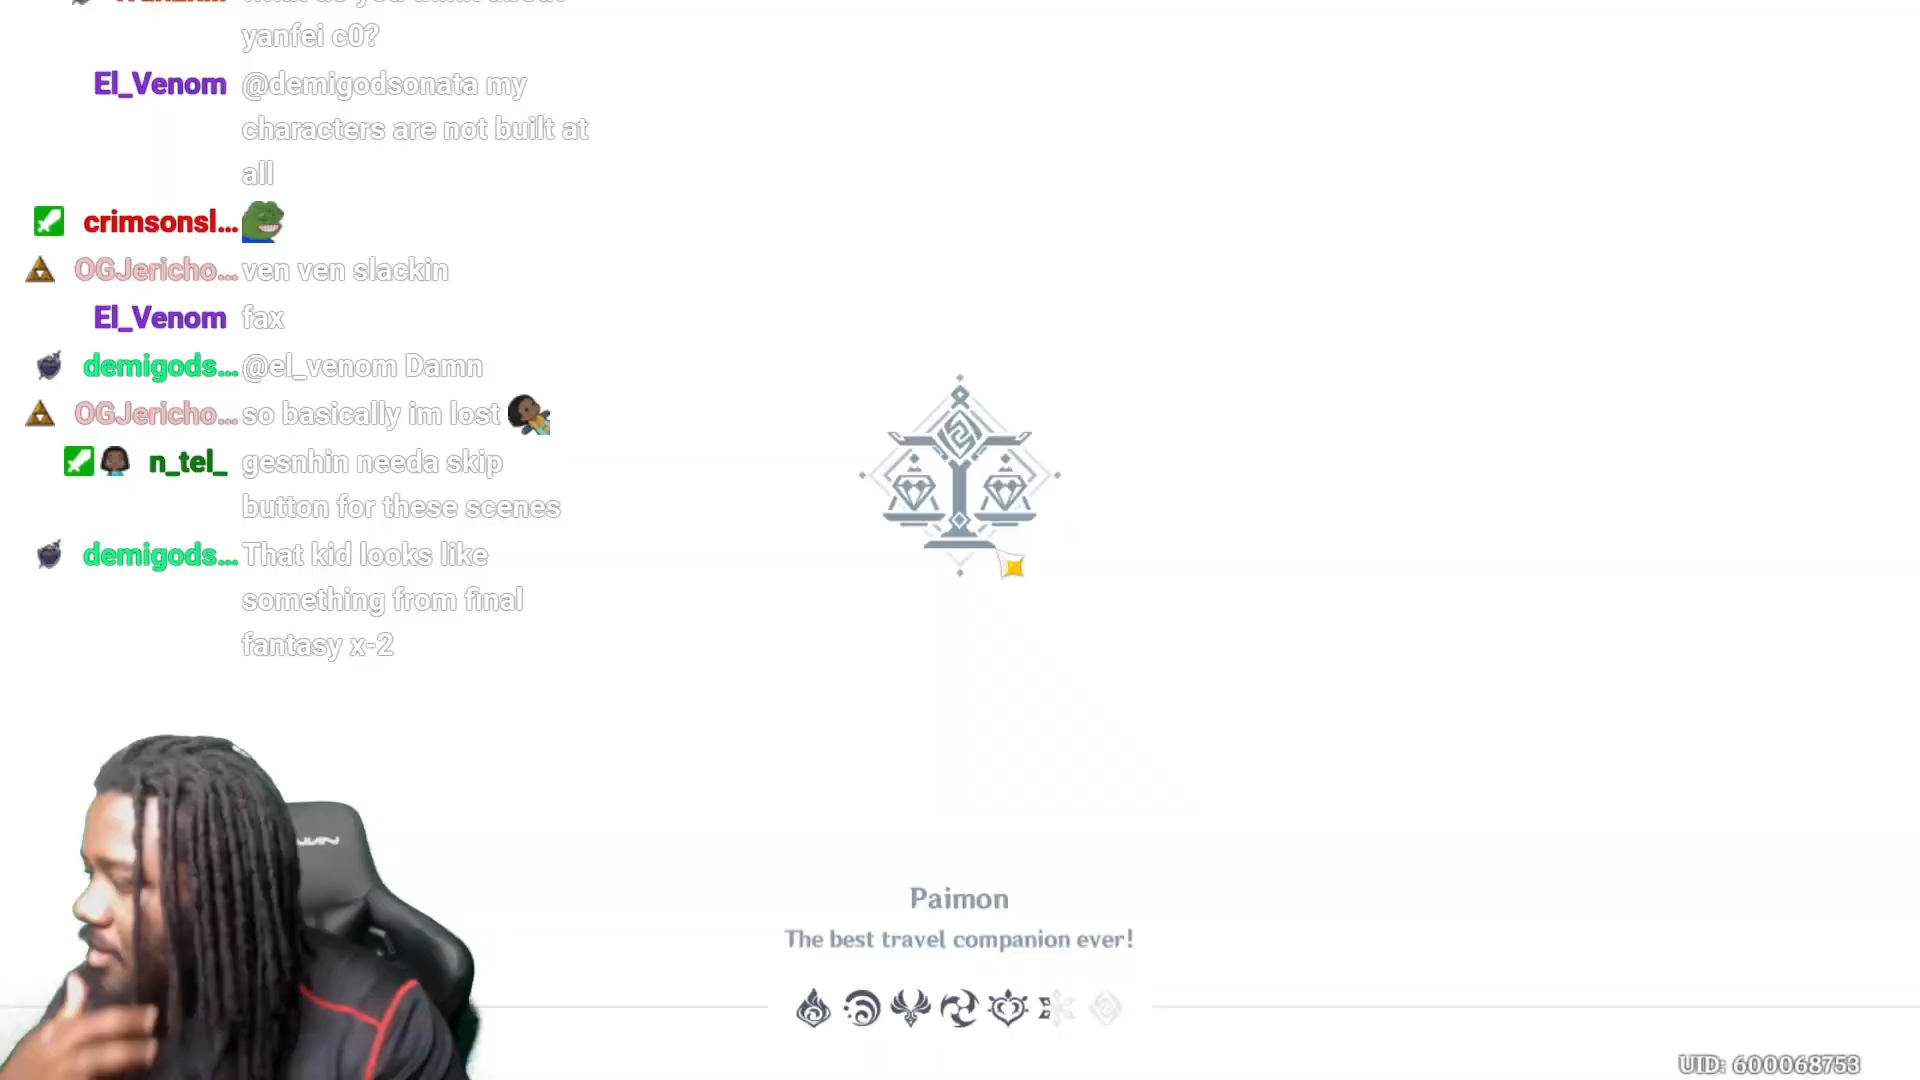 yanfei c0?
El_Venom @demigodsonata my
characters are not built at
all
crimsonsl...
OGJericho... ven ven slackin
El_Venom fax
demigods... @el_venom Damn
OGJericho... so basically im lost
n_tel_ gesnhin needa skip
button for these scenes
demigods... That kid looks like
something from final
fantasy x-2
Paimon
The best travel companion ever!
UID: 600068753